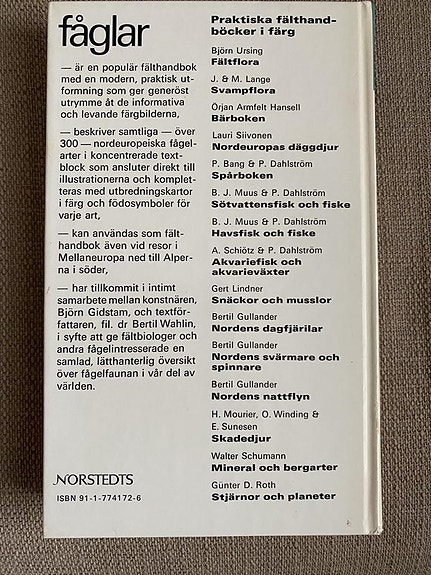 fåglar
— är en populär fälthandbok
med en modern, praktisk ut-
formning som ger generöst
utrymme åt de informativa
och levande färgbilderna,
— beskriver samtliga — över
300 — nordeuropeiska fågel-
arter i koncentrerade text-
block som ansluter direkt till
illustrationerna och komplet-
teras med utbredningskartor
i färg och födosymboler för
varje art,
— kan användas som fält-
handbok även vid resor i
Mellaneuropa ned till Alper-
na i söder,
— har tillkommit i intimt
samarbete mellan konstnären,
Björn Gidstam, och textför-
fattaren, fil. dr Bertil Wahlin,
i syfte att ge fältbiologer och
andra fågelintresserade en
samlad, lätthanterlig översikt
över fågelfaunan i vår del av
världen.
NORSTEDTS
ISBN 91-1-774172-6
Praktiska fälthand-
böcker i färg
Björn Ursing
Fältflora
J. & M. Lange
Svampflora
Örjan Armfelt Hansell
Bärboken
Lauri Siivonen
Nordeuropas däggdjur
P. Bang & P. Dahlström
Spårboken
B. J. Muus & P. Dahlström
Sötvattensfisk och fiske
B. J. Muus & P. Dahlström
Havsfisk och fiske
A. Schiötz & P. Dahlström
Akvariefisk och
akvarieväxter
Gert Lindner
Snäckor och musslor
Bertil Gullander
Nordens dagfjärilar
Bertil Gullander
Nordens svärmare och
spinnare
Bertil Gullander
Nordens nattflyn
H. Mourier, O. Winding &
E. Sunesen
Skadedjur
Walter Schumann
Mineral och bergarter
Günter D. Roth
Stjärnor och planeter